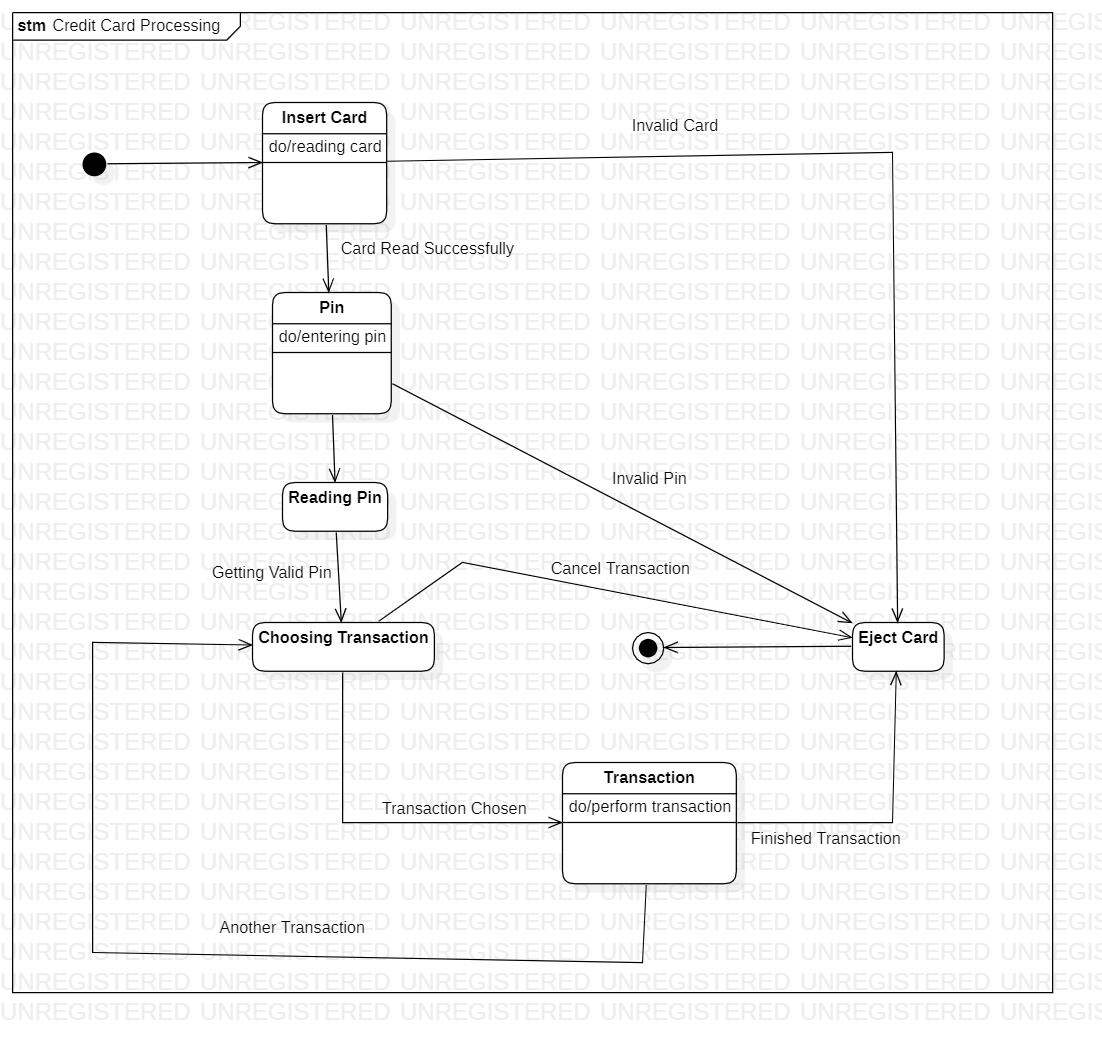 stm Credit Card Processing
Insert Card
do/reading card
Invalid Card
Card Read Successfully
Pin
do/entering pin
Invalid Pin
Reading Pin
Getting Valid Pin
Cancel Transaction
Choosing Transaction
Eject Card
Transaction
do/perform transaction
Transaction Chosen
Finished Transaction
Another Transaction
UNREGISTERED